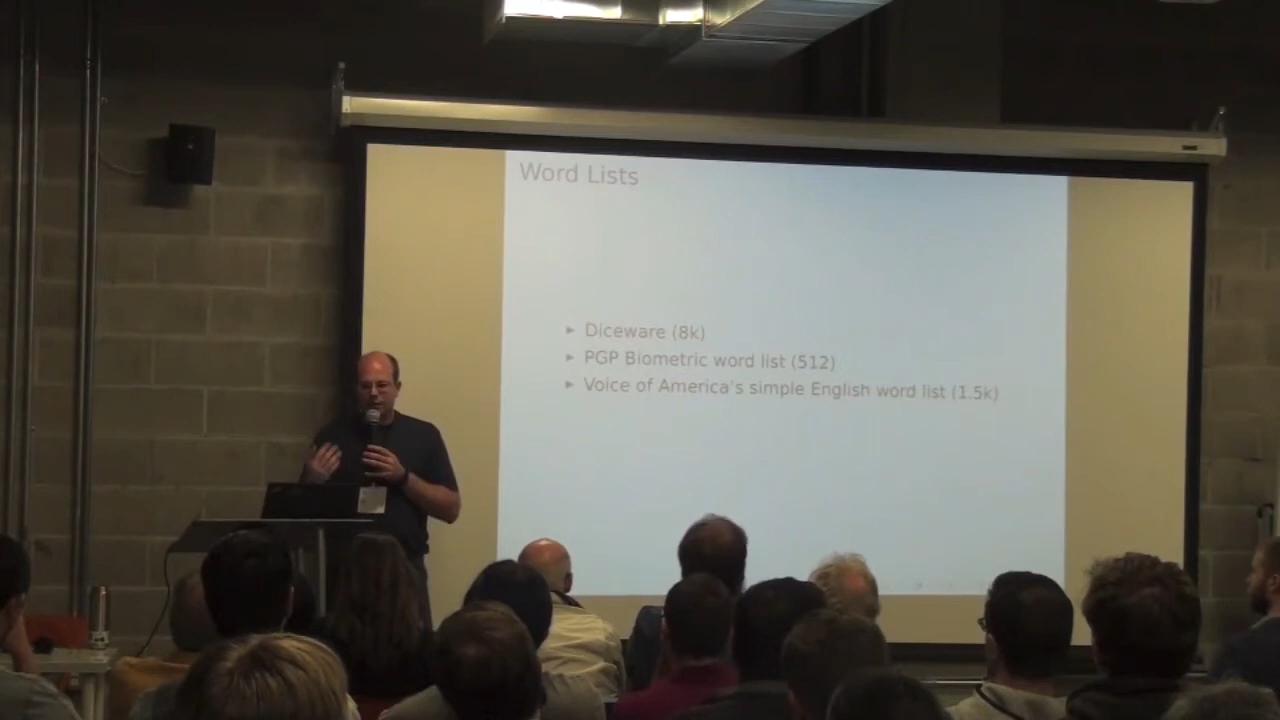 Word Lists
▸ Diceware (8k)
▸ PGP Biometric word list (512)
▸ Voice of America's simple English word list (1.5k)